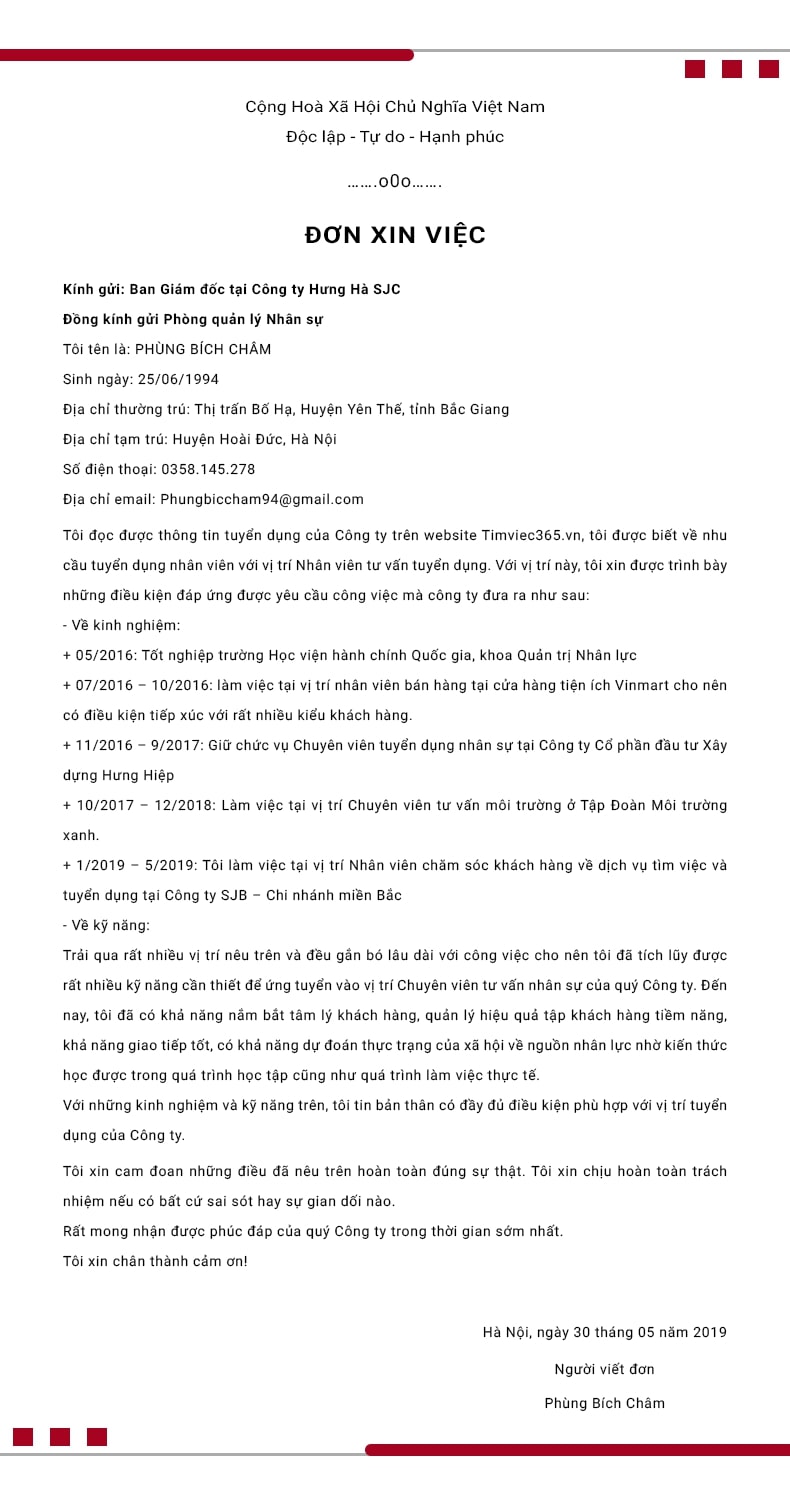 Cộng Hoà Xã Hội Chủ Nghĩa Việt Nam
Độc lập - Tự do - Hạnh phúc
…….o0o…….
ĐƠN XIN VIỆC
Kính gửi: Ban Giám đốc tại Công ty Hưng Hà SJC
Đồng kính gửi Phòng quản lý Nhân sự
Tôi tên là: PHÙNG BÍCH CHÂM
Sinh ngày: 25/06/1994
Địa chỉ thường trú: Thị trấn Bố Hạ, Huyện Yên Thế, tỉnh Bắc Giang
Địa chỉ tạm trú: Huyện Hoài Đức, Hà Nội
Số điện thoại: 0358.145.278
Địa chỉ email: Phungbiccham94@gmail.com
Tôi đọc được thông tin tuyển dụng của Công ty trên website Timviec365.vn, tôi được biết về nhu
cầu tuyển dụng nhân viên với vị trí Nhân viên tư vấn tuyển dụng. Với vị trí này, tôi xin được trình bày
những điều kiện đáp ứng được yêu cầu công việc mà công ty đưa ra như sau:
- Về kinh nghiệm:
+ 05/2016: Tốt nghiệp trường Học viện hành chính Quốc gia, khoa Quản trị Nhân lực
+ 07/2016 – 10/2016: làm việc tại vị trí nhân viên bán hàng tại cửa hàng tiện ích Vinmart cho nên
có điều kiện tiếp xúc với rất nhiều kiểu khách hàng.
+ 11/2016 – 9/2017: Giữ chức vụ Chuyên viên tuyển dụng nhân sự tại Công ty Cổ phần đầu tư Xây
dựng Hưng Hiệp
+ 10/2017 – 12/2018: Làm việc tại vị trí Chuyên viên tư vấn môi trường ở Tập Đoàn Môi trường
xanh.
+ 1/2019 – 5/2019: Tôi làm việc tại vị trí Nhân viên chăm sóc khách hàng về dịch vụ tìm việc và
tuyển dụng tại Công ty SJB – Chi nhánh miền Bắc
- Về kỹ năng:
Trải qua rất nhiều vị trí nêu trên và đều gắn bó lâu dài với công việc cho nên tôi đã tích lũy được
rất nhiều kỹ năng cần thiết để ứng tuyển vào vị trí Chuyên viên tư vấn nhân sự của quý Công ty. Đến
nay, tôi đã có khả năng nắm bắt tâm lý khách hàng, quản lý hiệu quả tập khách hàng tiềm năng,
khả năng giao tiếp tốt, có khả năng dự đoán thực trạng của xã hội về nguồn nhân lực nhờ kiến thức
học được trong quá trình học tập cũng như quá trình làm việc thực tế.
Với những kinh nghiệm và kỹ năng trên, tôi tin bản thân có đầy đủ điều kiện phù hợp với vị trí tuyển
dụng của Công ty.
Tôi xin cam đoan những điều đã nêu trên hoàn toàn đúng sự thật. Tôi xin chịu hoàn toàn trách
nhiệm nếu có bất cứ sai sót hay sự gian dối nào.
Rất mong nhận được phúc đáp của quý Công ty trong thời gian sớm nhất.
Tôi xin chân thành cảm ơn!
Hà Nội, ngày 30 tháng 05 năm 2019
Người viết đơn
Phùng Bích Châm